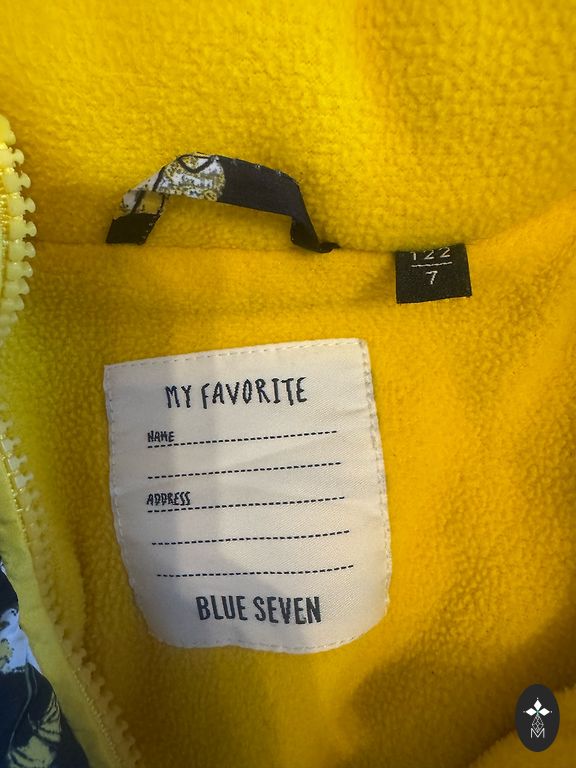 122
7
MY FAVORITE
NAME
ADDRESS
BLUE SEVEN